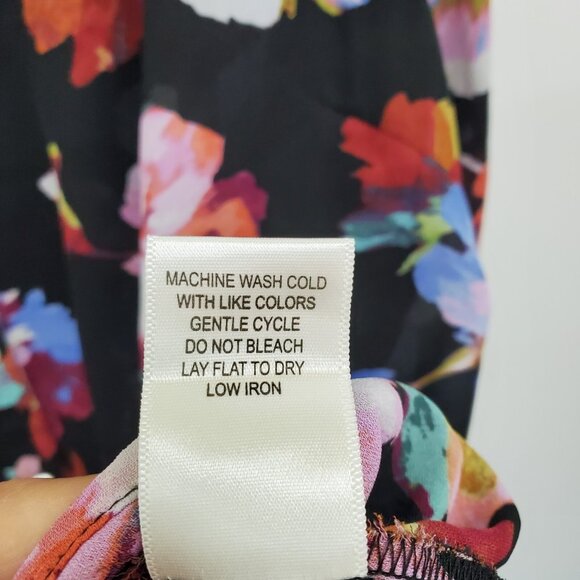 MACHINE WASH COLD
WITH LIKE COLORS
GENTLE CYCLE
DO NOT BLEACH
LAY FLAT TO DRY
LOW IRON